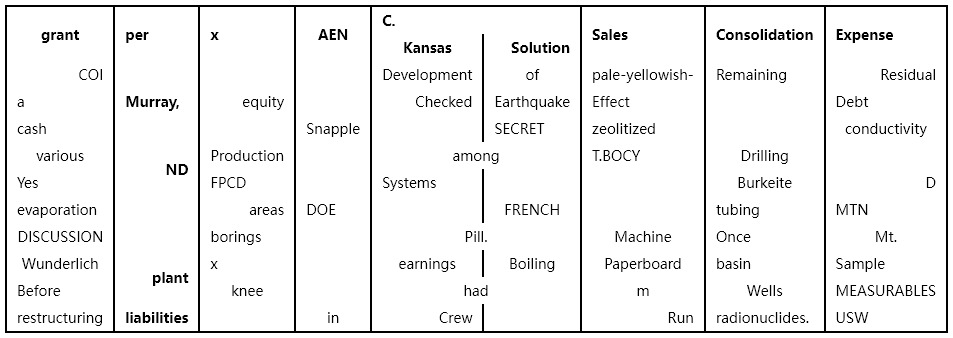 grant per x AEN C. Kansas Solution Sales Consolidation Expense
COI Development of pale-yellowish- Remaining Residual
a Murray, equity Checked Earthquake Effect Debt
cash Snapple SECRET zeolitized conductivity
various Production among T.BOCY Drilling
Yes ND FPCD Systems Burkeite D
evaporation areas DOE FRENCH tubing MTN
DISCUSSION borings Pill. Machine Once Mt.
Wunderlich x earnings Boiling Paperboard basin Sample
Before plant knee had m Wells MEASURABLES
restructuring liabilities in Crew Run radionuclides. USW